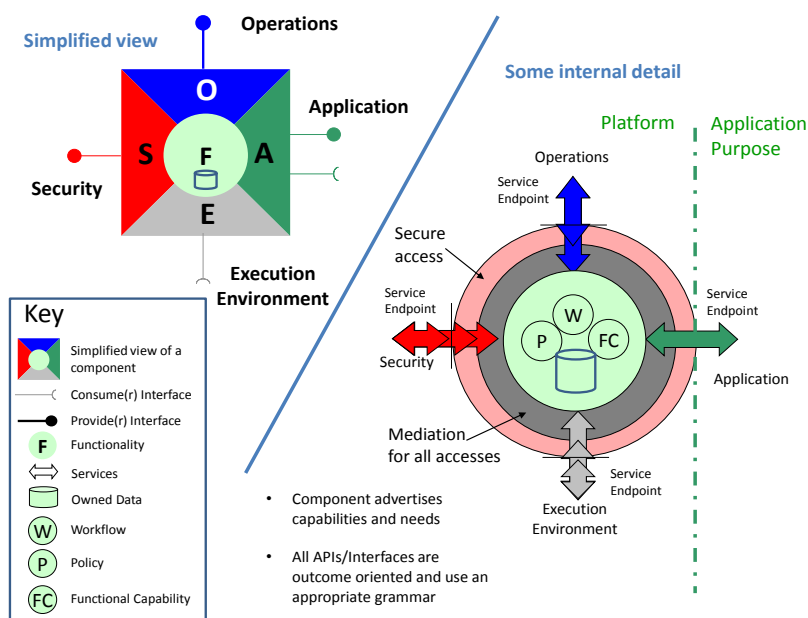 Simplified view
Operations
O
S
F
A
E
Application
Security
Execution
Environment
Key
Simplified view of a
component
Consume(r) Interface
Provide(r) Interface
F
Functionality
Services
Owned Data
W
Workflow
P
Policy
FC
Functional Capability
Some internal detail
Platform
Application
Purpose
Operations
Service
Endpoint
Secure
access
Service
Endpoint
Security
W
P
FC
Service
Endpoint
Application
Mediation
for all accesses
Service
Endpoint
Execution
Environment
• Component advertises
capabilities and needs
• All APIs/Interfaces are
outcome oriented and use an
appropriate grammar